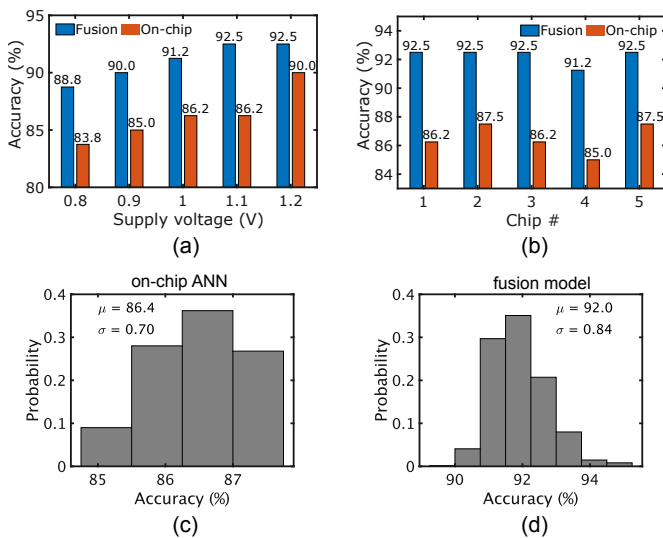 Fusion On-chip
95
90
85
80
Accuracy (%)
88.8 90.0 91.2 92.5 92.5
83.8 85.0 86.2 86.2 90.0
0.8 0.9 1 1.1 1.2
Supply voltage (V)
(a)
Fusion On-chip
94
92
90
88
86
84
Accuracy (%)
92.5 92.5 92.5 91.2 92.5
86.2 87.5 86.2 85.0 87.5
1 2 3 4 5
Chip #
(b)
on-chip ANN
μ = 86.4
σ = 0.70
0.4
0.3
0.2
0.1
0
Probability
85 86 87
Accuracy (%)
(c)
fusion model
μ = 92.0
σ = 0.84
0.4
0.3
0.2
0.1
0
Probability
90 92 94
Accuracy (%)
(d)